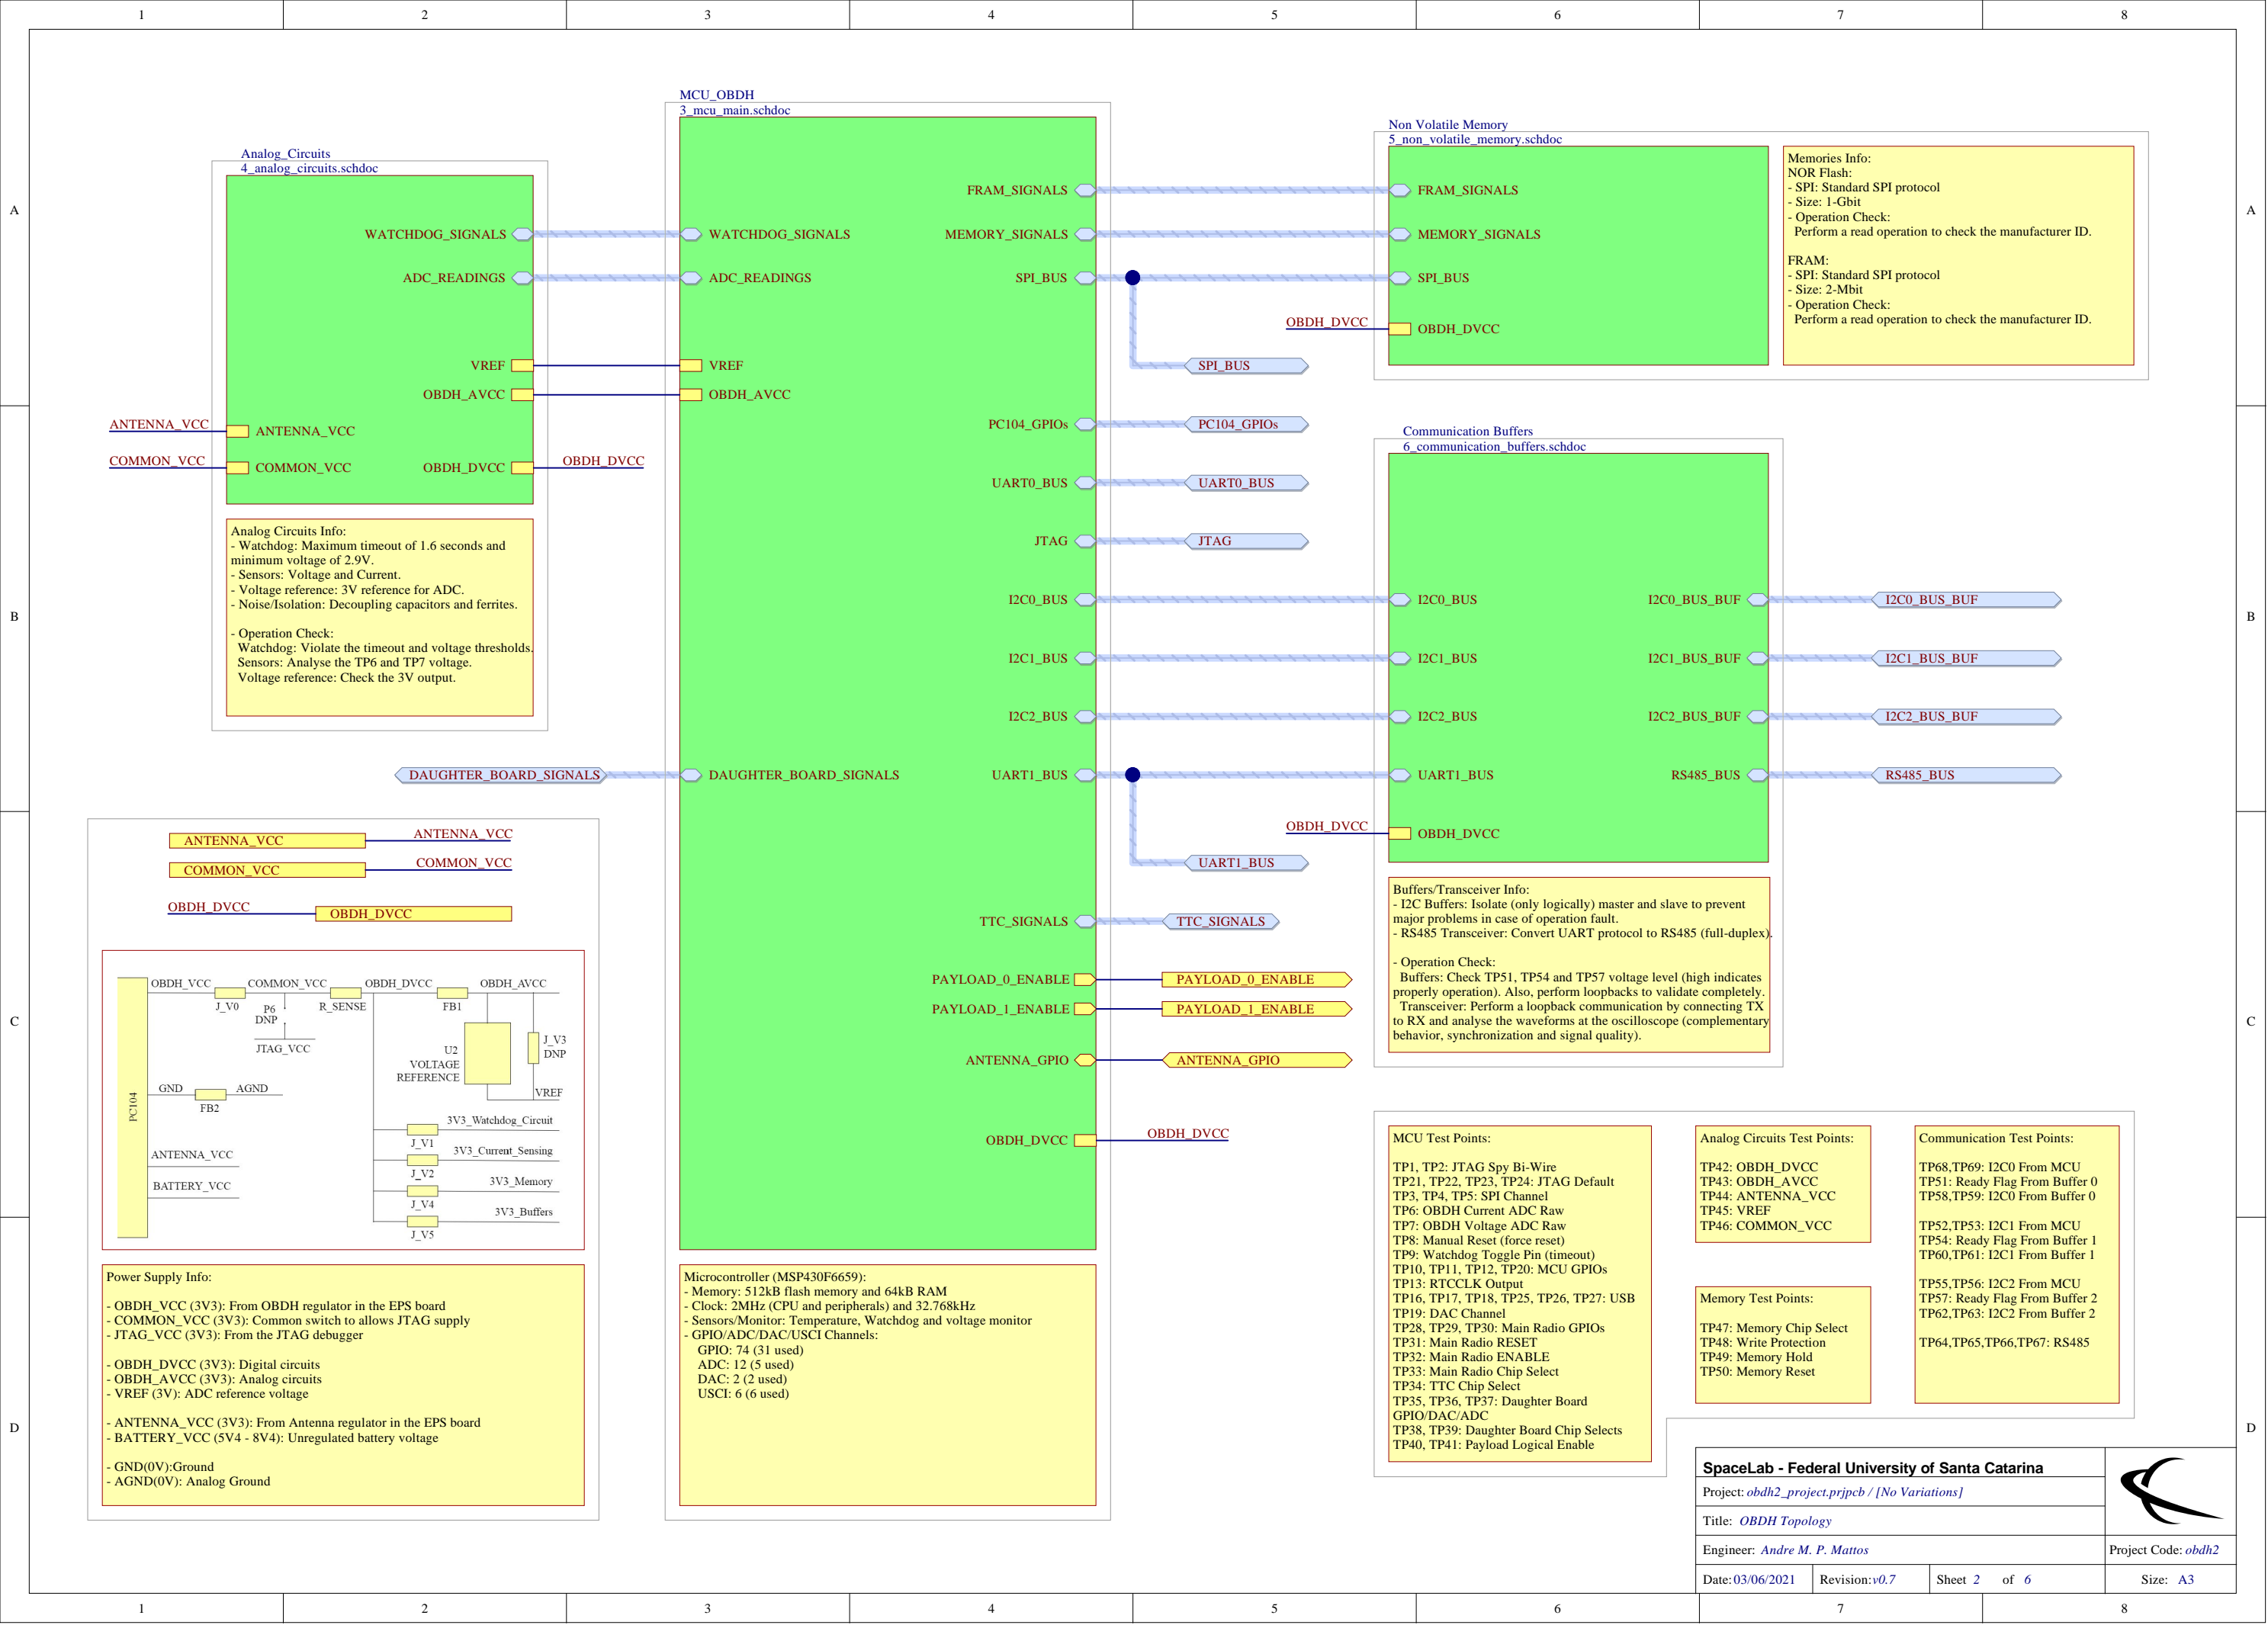 1 2 3 4 5 6 7 8
A
B
C
D
Analog_Circuits
4_analog_circuits.schdoc
WATCHDOG_SIGNALS
ADC_READINGS
VREF
OBDH_AVCC
ANTENNA_VCC
ANTENNA_VCC
COMMON_VCC
COMMON_VCC
OBDH_DVCC
OBDH_DVCC
Analog Circuits Info:
- Watchdog: Maximum timeout of 1.6 seconds and
minimum voltage of 2.9V.
- Sensors: Voltage and Current.
- Voltage reference: 3V reference for ADC.
- Noise/Isolation: Decoupling capacitors and ferrites.
- Operation Check:
Watchdog: Violate the timeout and voltage thresholds.
Sensors: Analyse the TP6 and TP7 voltage.
Voltage reference: Check the 3V output.
DAUGHTER_BOARD_SIGNALS
MCU_OBDH
3_mcu_main.schdoc
WATCHDOG_SIGNALS
ADC_READINGS
VREF
OBDH_AVCC
DAUGHTER_BOARD_SIGNALS
FRAM_SIGNALS
MEMORY_SIGNALS
SPI_BUS
PC104_GPIOs
UART0_BUS
JTAG
I2C0_BUS
I2C1_BUS
I2C2_BUS
UART1_BUS
TTC_SIGNALS
PAYLOAD_0_ENABLE
PAYLOAD_1_ENABLE
ANTENNA_GPIO
OBDH_DVCC
SPI_BUS
PC104_GPIOs
UART0_BUS
JTAG
UART1_BUS
TTC_SIGNALS
PAYLOAD_0_ENABLE
PAYLOAD_1_ENABLE
ANTENNA_GPIO
OBDH_DVCC
Non Volatile Memory
5_non_volatile_memory.schdoc
FRAM_SIGNALS
MEMORY_SIGNALS
SPI_BUS
OBDH_DVCC
OBDH_DVCC
Memories Info:
NOR Flash:
- SPI: Standard SPI protocol
- Size: 1-Gbit
- Operation Check:
Perform a read operation to check the manufacturer ID.
FRAM:
- SPI: Standard SPI protocol
- Size: 2-Mbit
- Operation Check:
Perform a read operation to check the manufacturer ID.
Communication Buffers
6_communication_buffers.schdoc
I2C0_BUS
I2C1_BUS
I2C2_BUS
UART1_BUS
OBDH_DVCC
OBDH_DVCC
I2C0_BUS_BUF
I2C1_BUS_BUF
I2C2_BUS_BUF
RS485_BUS
I2C0_BUS_BUF
I2C1_BUS_BUF
I2C2_BUS_BUF
RS485_BUS
Buffers/Transceiver Info:
- I2C Buffers: Isolate (only logically) master and slave to prevent
major problems in case of operation fault.
- RS485 Transceiver: Convert UART protocol to RS485 (full-duplex).
- Operation Check:
Buffers: Check TP51, TP54 and TP57 voltage level (high indicates
properly operation). Also, perform loopbacks to validate completely.
Transceiver: Perform a loopback communication by connecting TX
to RX and analyse the waveforms at the oscilloscope (complementary
behavior, synchronization and signal quality).
ANTENNA_VCC
ANTENNA_VCC
COMMON_VCC
COMMON_VCC
OBDH_DVCC
OBDH_DVCC
PC104
OBDH_VCC
J_V0
COMMON_VCC
P6
DNP
JTAG_VCC
R_SENSE
OBDH_DVCC
FB1
OBDH_AVCC
U2
VOLTAGE
REFERENCE
J_V3
DNP
VREF
GND
FB2
AGND
ANTENNA_VCC
BATTERY_VCC
3V3_Watchdog_Circuit
J_V1
3V3_Current_Sensing
J_V2
3V3_Memory
J_V4
3V3_Buffers
J_V5
Power Supply Info:
- OBDH_VCC (3V3): From OBDH regulator in the EPS board
- COMMON_VCC (3V3): Common switch to allows JTAG supply
- JTAG_VCC (3V3): From the JTAG debugger
- OBDH_DVCC (3V3): Digital circuits
- OBDH_AVCC (3V3): Analog circuits
- VREF (3V): ADC reference voltage
- ANTENNA_VCC (3V3): From Antenna regulator in the EPS board
- BATTERY_VCC (5V4 - 8V4): Unregulated battery voltage
- GND(0V):Ground
- AGND(0V): Analog Ground
Microcontroller (MSP430F6659):
- Memory: 512kB flash memory and 64kB RAM
- Clock: 2MHz (CPU and peripherals) and 32.768kHz
- Sensors/Monitor: Temperature, Watchdog and voltage monitor
- GPIO/ADC/DAC/USCI Channels:
GPIO: 74 (31 used)
ADC: 12 (5 used)
DAC: 2 (2 used)
USCI: 6 (6 used)
MCU Test Points:
TP1, TP2: JTAG Spy Bi-Wire
TP21, TP22, TP23, TP24: JTAG Default
TP3, TP4, TP5: SPI Channel
TP6: OBDH Current ADC Raw
TP7: OBDH Voltage ADC Raw
TP8: Manual Reset (force reset)
TP9: Watchdog Toggle Pin (timeout)
TP10, TP11, TP12, TP20: MCU GPIOs
TP13: RTCCLK Output
TP16, TP17, TP18, TP25, TP26, TP27: USB
TP19: DAC Channel
TP28, TP29, TP30: Main Radio GPIOs
TP31: Main Radio RESET
TP32: Main Radio ENABLE
TP33: Main Radio Chip Select
TP34: TTC Chip Select
TP35, TP36, TP37: Daughter Board
GPIO/DAC/ADC
TP38, TP39: Daughter Board Chip Selects
TP40, TP41: Payload Logical Enable
Analog Circuits Test Points:
TP42: OBDH_DVCC
TP43: OBDH_AVCC
TP44: ANTENNA_VCC
TP45: VREF
TP46: COMMON_VCC
Memory Test Points:
TP47: Memory Chip Select
TP48: Write Protection
TP49: Memory Hold
TP50: Memory Reset
Communication Test Points:
TP68,TP69: I2C0 From MCU
TP51: Ready Flag From Buffer 0
TP58,TP59: I2C0 From Buffer 0
TP52,TP53: I2C1 From MCU
TP54: Ready Flag From Buffer 1
TP60,TP61: I2C1 From Buffer 1
TP55,TP56: I2C2 From MCU
TP57: Ready Flag From Buffer 2
TP62,TP63: I2C2 From Buffer 2
TP64,TP65,TP66,TP67: RS485
SpaceLab - Federal University of Santa Catarina
Project: obdh2_project.prjpcb / [No Variations]
Title: OBDH Topology
Engineer: Andre M. P. Mattos
Project Code: obdh2
Date:03/06/2021 Revision:v0.7 Sheet 2 of 6 Size: A3
A
B
C
D
1 2 3 4 5 6 7 8